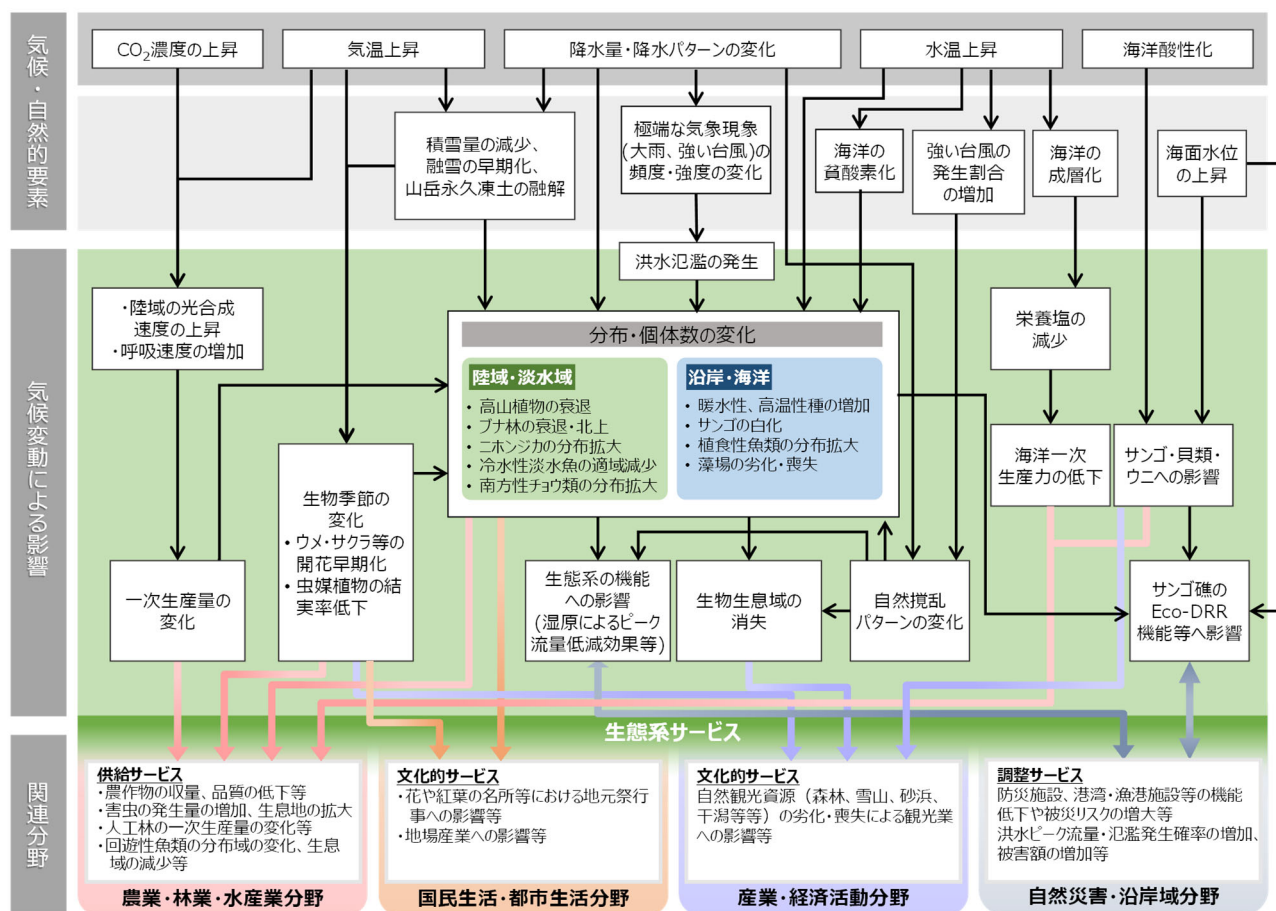 気候・自然的要素
CO₂濃度の上昇
気温上昇
降水量・降水パターンの変化
水温上昇
海洋酸性化
積雪量の減少、
融雪の早期化、
山岳永久凍土の融解
極端な気象現象
(大雨、強い台風)の
頻度・強度の変化
海洋の
貧酸素化
強い台風の
発生割合
の増加
海洋の
成層化
海面水位
の上昇
気候変動による影響
洪水氾濫の発生
・陸域の光合成
速度の上昇
・呼吸速度の増加
分布・個体数の変化
陸域・淡水域
• 高山植物の衰退
• ブナ林の衰退・北上
• ニホンジカの分布拡大
• 冷水性淡水魚の適域減少
• 南方性チョウ類の分布拡大
沿岸・海洋
• 暖水性、高温性種の増加
• サンゴの白化
• 植食性魚類の分布拡大
• 藻場の劣化・喪失
栄養塩の
減少
海洋一次
生産力の低下
サンゴ・貝類・
ウニへの影響
生物季節の
変化
• ウメ・サクラ等の
開花早期化
• 虫媒植物の結
実率低下
一次生産量の
変化
生態系の機能
への影響
(湿原によるピーク
流量低減効果等)
生物生息域の
消失
自然撹乱
パターンの変化
サンゴ礁の
Eco-DRR
機能等へ影響
関連分野
生態系サービス
供給サービス
・農作物の収量、品質の低下等
・害虫の発生量の増加、生息地の拡大
・人工林の一次生産量の変化等
・回遊性魚類の分布域の変化、生息
域の減少等
農業・林業・水産業分野
文化的サービス
・花や紅葉の名所等における地元祭行
事への影響等
・地場産業への影響等
国民生活・都市生活分野
文化的サービス
自然観光資源（森林、雪山、砂浜、
干潟等等）の劣化・喪失による観光業
への影響等
産業・経済活動分野
調整サービス
防災施設、港湾・漁港施設等の機能
低下や被災リスクの増大等
洪水ピーク流量・氾濫発生確率の増加、
被害額の増加等
自然災害・沿岸域分野